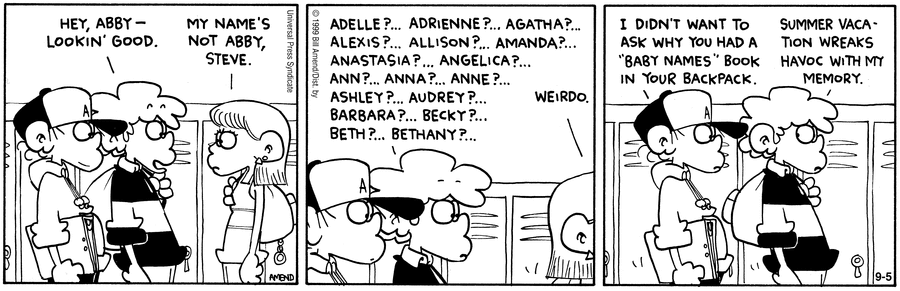 HEY, ABBY–
LOOKIN' GOOD.
MY NAME'S
NOT ABBY,
STEVE.
Universal Press Syndicate
A
AMEND
© 1999 Bill Amend/Dist. by
ADELLE?... ADRIENNE?... AGATHA?...
ALEXIS?... ALLISON?... AMANDA?...
ANASTASIA?... ANGELICA?...
ANN?... ANNA?... ANNE?...
ASHLEY?... AUDREY?...
BARBARA?... BECKY?...
BETH?... BETHANY?...
WEIRDO.
A
I DIDN'T WANT TO
ASK WHY YOU HAD A
"BABY NAMES" BOOK
IN YOUR BACKPACK.
SUMMER VACA-
TION WREAKS
HAVOC WITH MY
MEMORY.
A
9-5